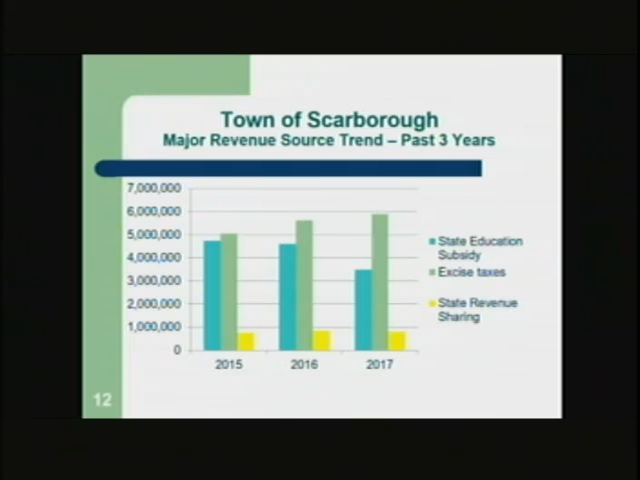 Town of Scarborough
Major Revenue Source Trend – Past 3 Years
7,000,000
6,000,000
5,000,000
4,000,000
3,000,000
2,000,000
1,000,000
0
2015 2016 2017
State Education
Subsidy
Excise taxes
State Revenue
Sharing
12